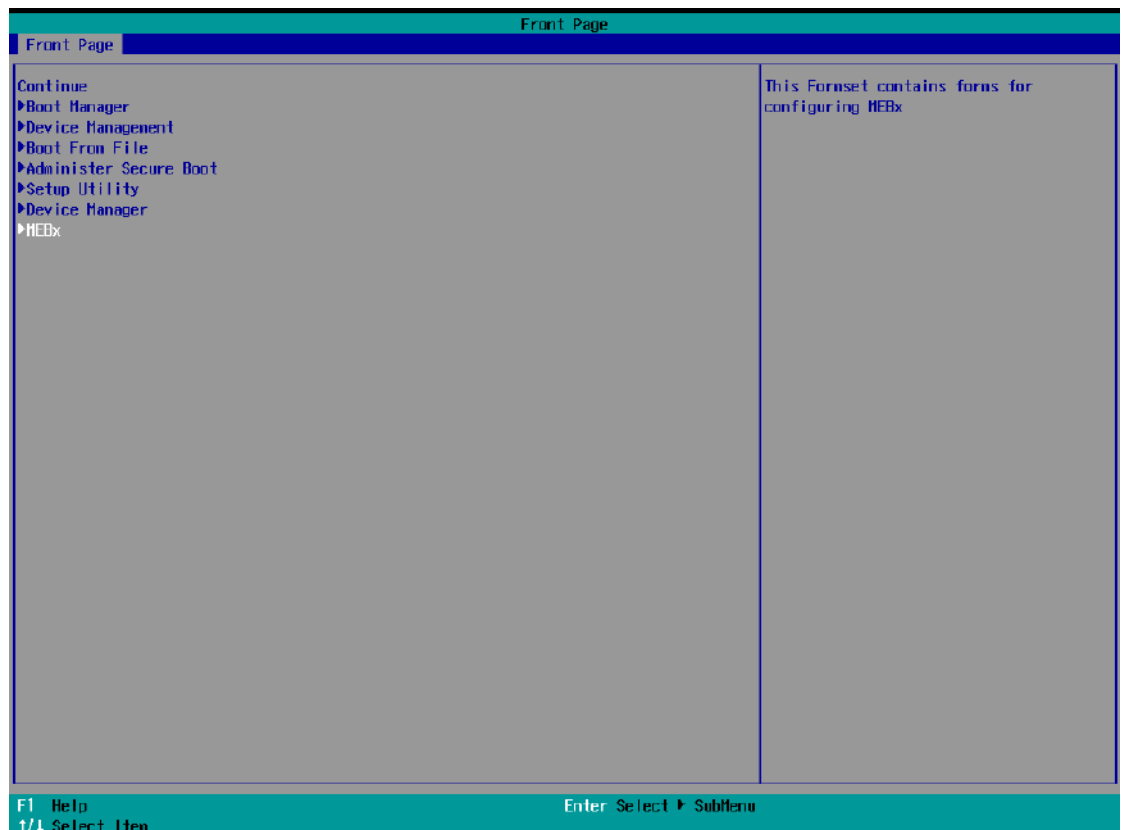 Front Page
Front Page
Continue
▶Boot Manager
▶Device Management
▶Boot From File
▶Administer Secure Boot
▶Setup Utility
▶Device Manager
▶MEBx
This Formset contains forms for
configuring MEBx
F1 Help
Enter Select ▶ SubMenu
↑/↓ Select Item